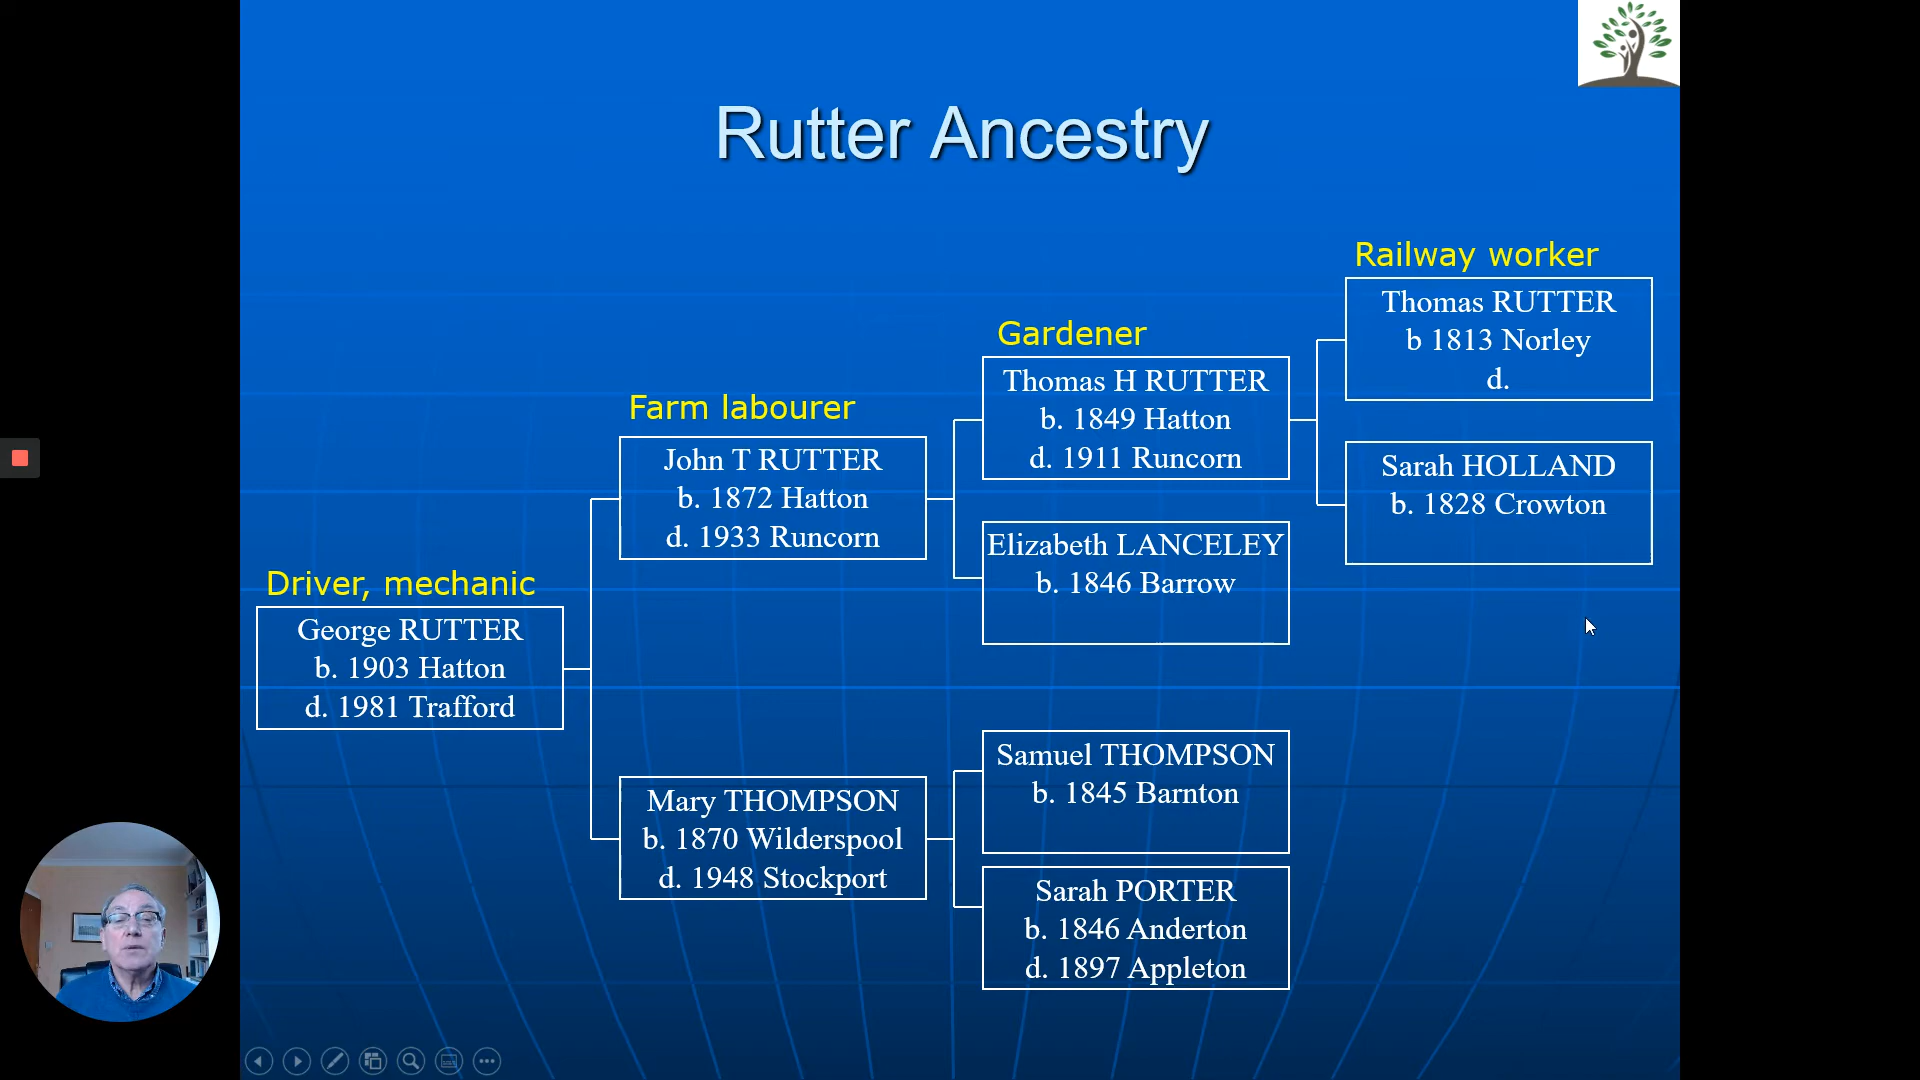 Rutter Ancestry
Railway worker
Thomas RUTTER
b 1813 Norley
d.
Gardener
Thomas H RUTTER
b. 1849 Hatton
d. 1911 Runcorn
Farm labourer
John T RUTTER
b. 1872 Hatton
d. 1933 Runcorn
Sarah HOLLAND
b. 1828 Crowton
Elizabeth LANCELEY
b. 1846 Barrow
Driver, mechanic
George RUTTER
b. 1903 Hatton
d. 1981 Trafford
Samuel THOMPSON
b. 1845 Barnton
Mary THOMPSON
b. 1870 Wilderspool
d. 1948 Stockport
Sarah PORTER
b. 1846 Anderton
d. 1897 Appleton